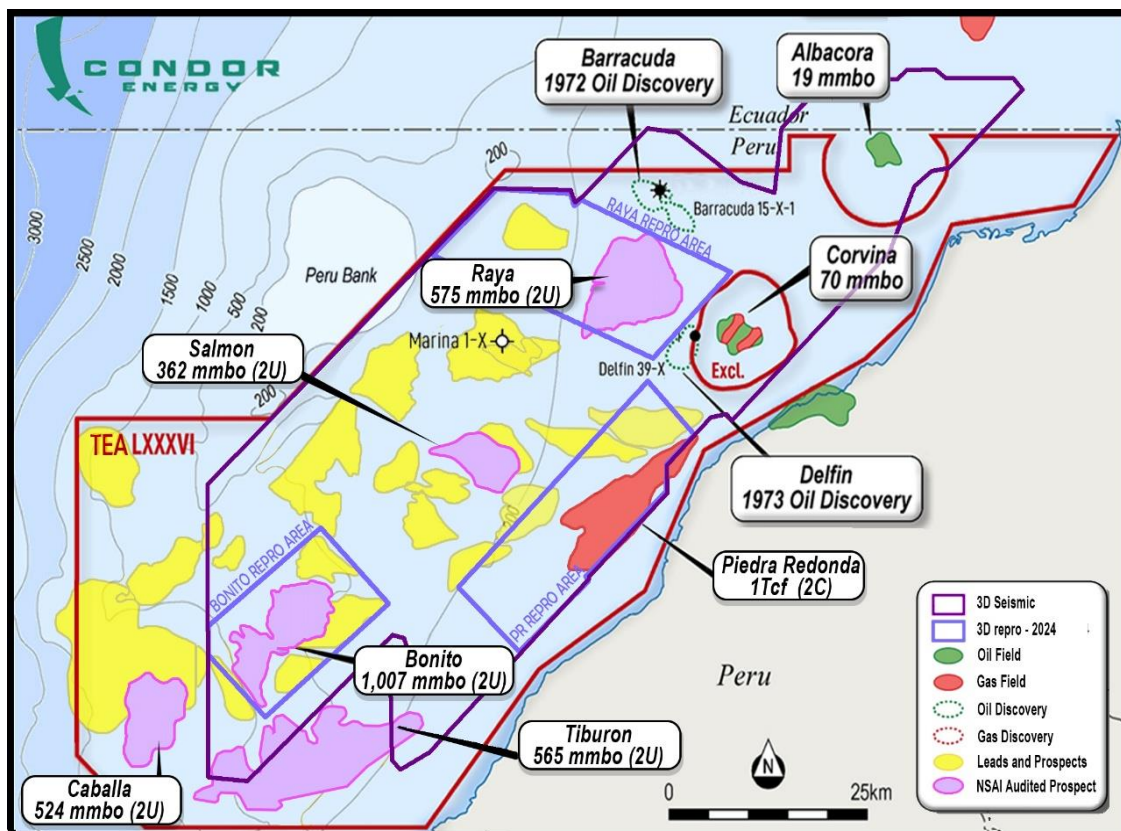 CONDOR
ENERGY
Barracuda
1972 Oil Discovery
Albacora
19 mmbo
Ecuador
Peru
200
3000
2500
2000
1500
1000
500
200
Peru Bank
Barracuda 15-X-1
RAYA REPRO AREA
Raya
575 mmbo (2U)
Corvina
70 mmbo
Marina 1-X
Delfin 39-X
Excl.
Salmon
362 mmbo (2U)
200
TEA LXXXVI
Delfin
1973 Oil Discovery
200
BONITO REPRO AREA
PR REPRO AREA
Piedra Redonda
1Tcf (2C)
Bonito
1,007 mmbo (2U)
Peru
Tiburon
565 mmbo (2U)
Caballa
524 mmbo (2U)
N
0 25km
3D Seismic
3D repro - 2024
Oil Field
Gas Field
Oil Discovery
Gas Discovery
Leads and Prospects
NSAI Audited Prospect